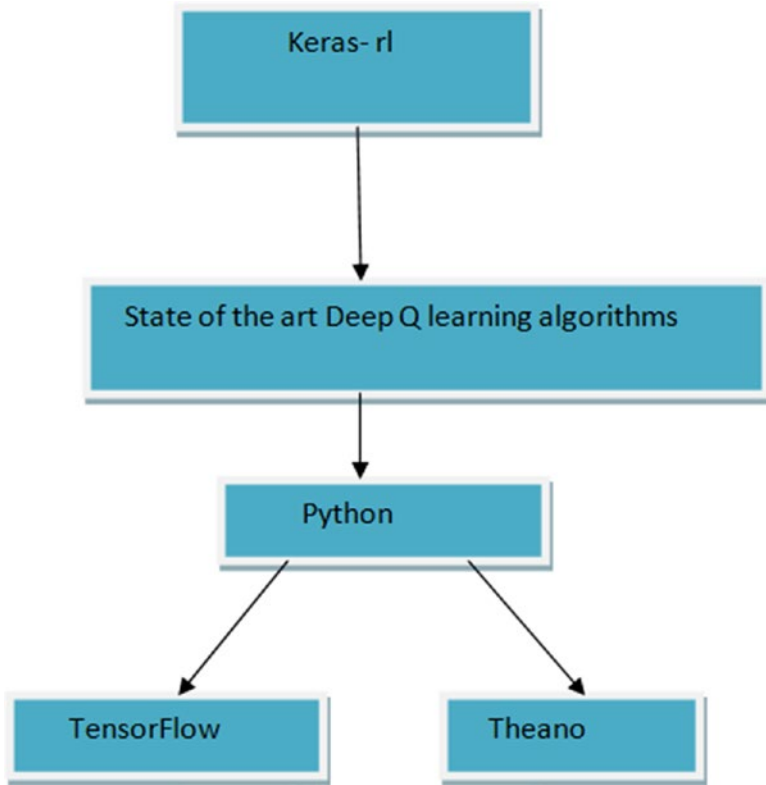 Keras- rl
State of the art Deep Q learning algorithms
Python
TensorFlow
Theano